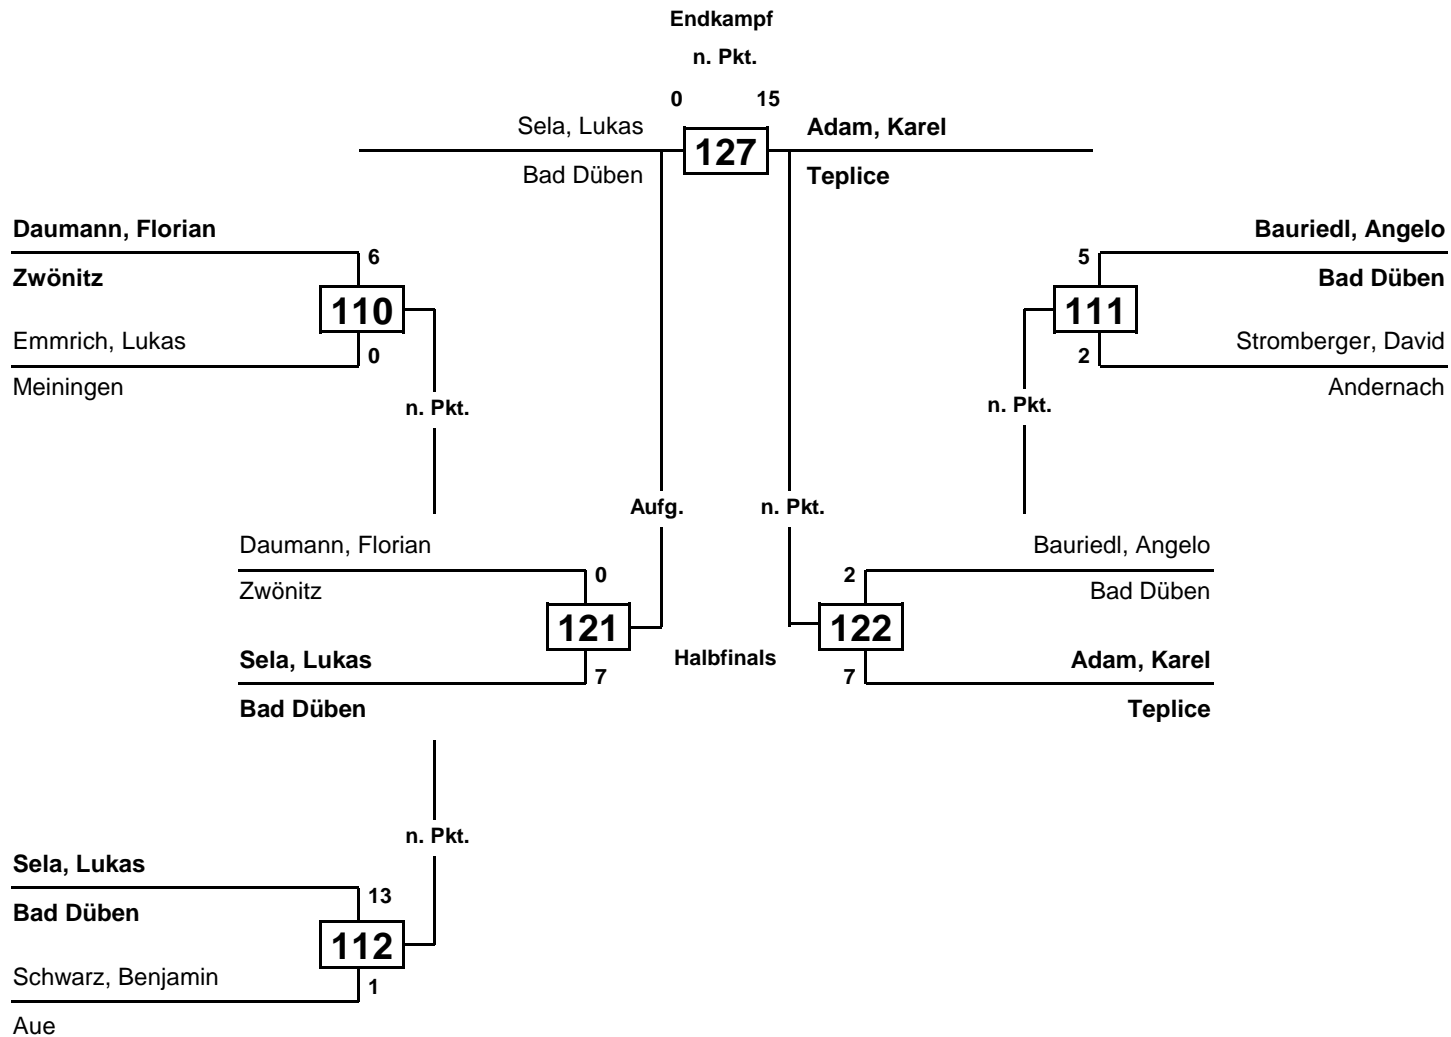 Endkampf
n. Pkt.
0 15
Sela, Lukas 127 Adam, Karel
Bad Düben Teplice
Daumann, Florian Bauriedl, Angelo
6 5
Zwönitz Bad Düben
110 111
Emmrich, Lukas Stromberger, David
0 2
Meiningen Andernach
n. Pkt. n. Pkt.
Aufg. n. Pkt.
Daumann, Florian Bauriedl, Angelo
0 2
Zwönitz Bad Düben
121 122
Sela, Lukas Halbfinals Adam, Karel
7 7
Bad Düben Teplice
n. Pkt.
Sela, Lukas
13
Bad Düben
112
Schwarz, Benjamin
1
Aue